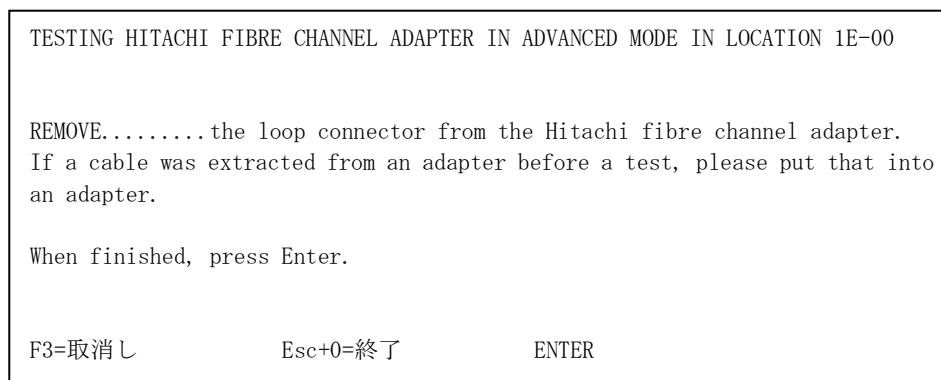 TESTING HITACHI FIBRE CHANNEL ADAPTER IN ADVANCED MODE IN LOCATION 1E-00
REMOVE.........the loop connector from the Hitachi fibre channel adapter.
If a cable was extracted from an adapter before a test, please put that into
an adapter.
When finished, press Enter.
F3=取消し Esc+0=終了 ENTER